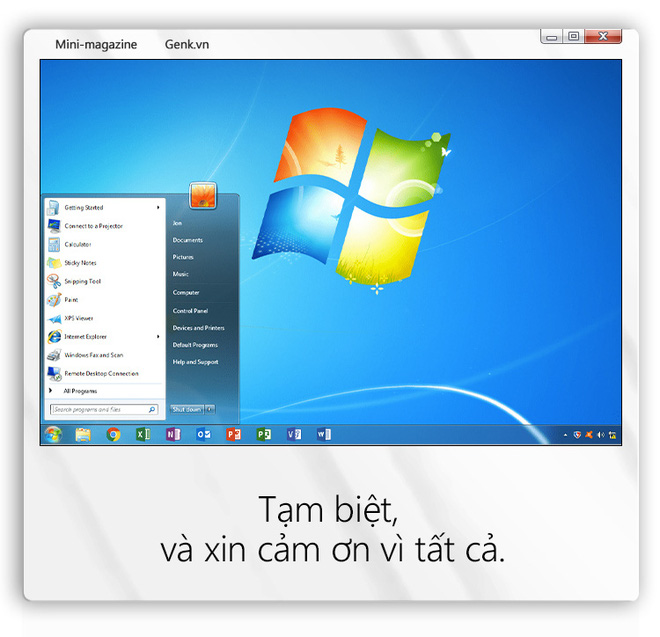 Mini-magazine Genk.vn
Getting Started
Connect to a Projector
Calculator
Sticky Notes
Snipping Tool
Paint
XPS Viewer
Internet Explorer
Windows Fax and Scan
Remote Desktop Connection
All Programs
Search programs and files
Jon
Documents
Pictures
Music
Computer
Control Panel
Devices and Printers
Default Programs
Help and Support
Shut down
Tạm biệt,
và xin cảm ơn vì tất cả.